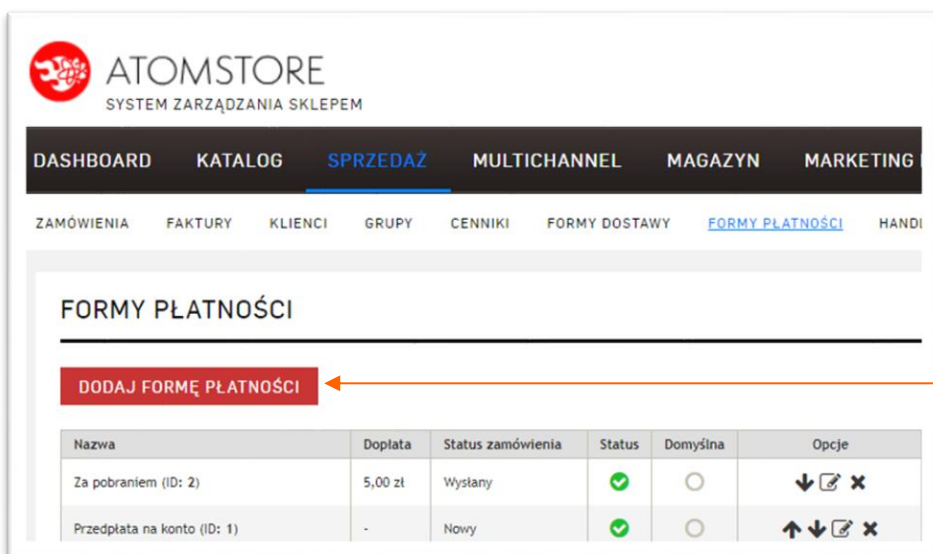 ATOMSTORE
SYSTEM ZARZĄDZANIA SKLEPEM
DASHBOARD KATALOG SPRZEDAŻ MULTICHANNEL MAGAZYN MARKETING
ZAMÓWIENIA FAKTURY KLIENCI GRUPY CENNIKI FORMY DOSTAWY FORMY PŁATNOŚCI HANDL
FORMY PŁATNOŚCI
DODAJ FORMĘ PŁATNOŚCI
Nazwa Dopłata Status zamówienia Status Domyślna Opcje
Za pobraniem (ID: 2) 5,00 zł Wysłany
Przedpłata na konto (ID: 1) - Nowy